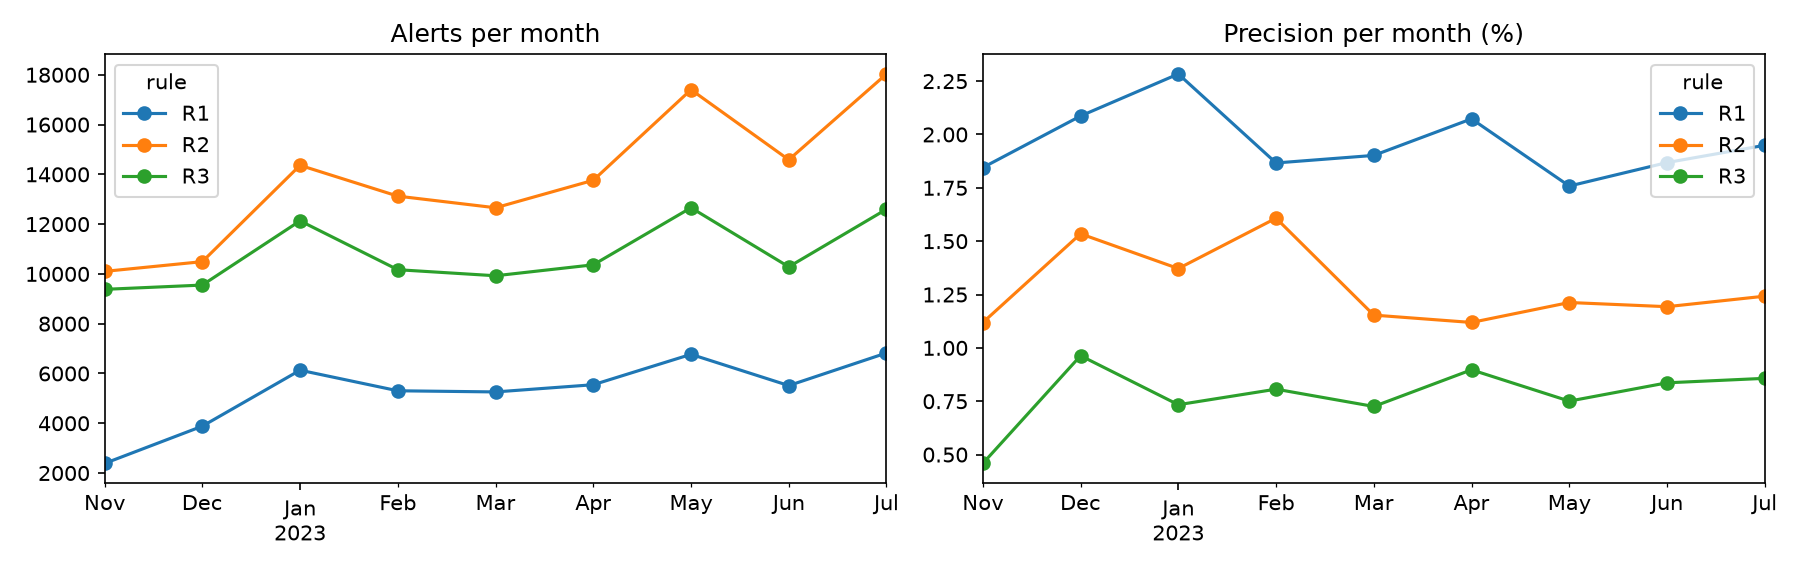 Alerts per month
18000
16000
14000
12000
10000
8000
6000
4000
2000
rule
R1
R2
R3
Nov Dec Jan Feb Mar Apr May Jun Jul
2023
Precision per month (%)
2.25
2.00
1.75
1.50
1.25
1.00
0.75
0.50
rule
R1
R2
R3
Nov Dec Jan Feb Mar Apr May Jun Jul
2023